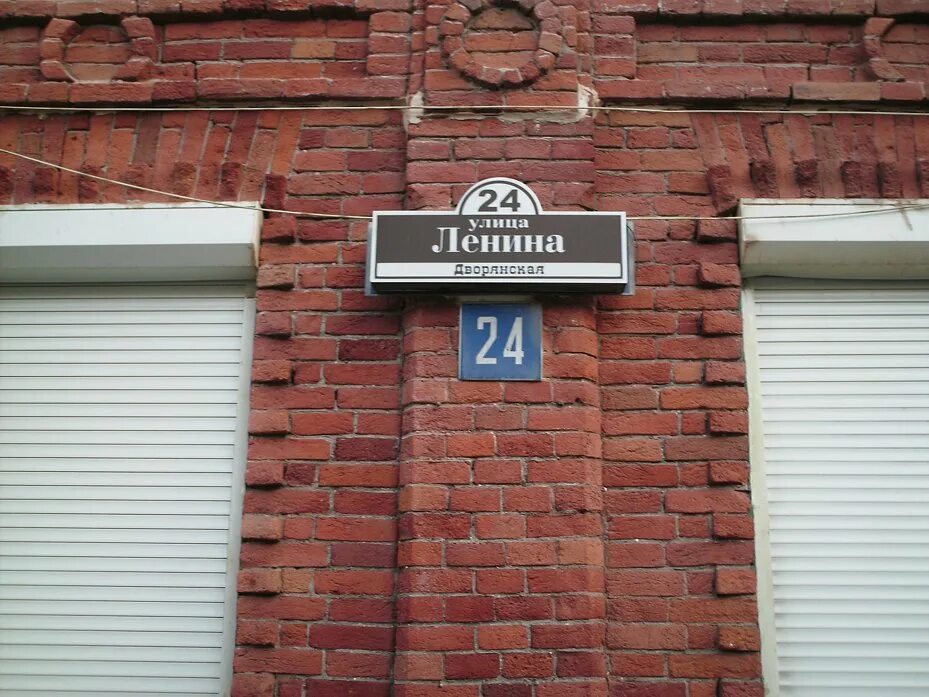 24
улица
Ленина
Дворянская
24